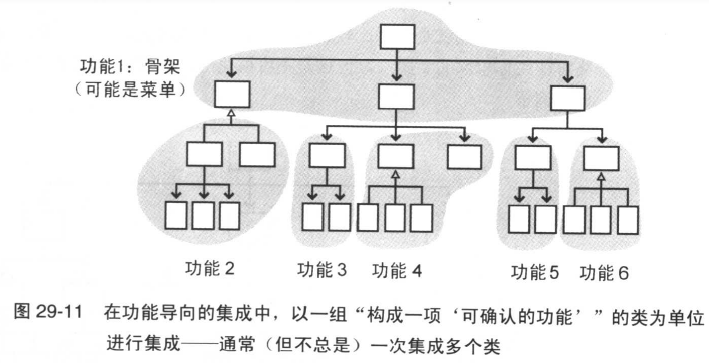 功能1：骨架
（可能是菜单）
功能 2
功能 3
功能 4
功能 5
功能 6
图 29-11 在功能导向的集成中，以一组“构成一项‘可确认的功能’”的类为单位
进行集成——通常（但不总是）一次集成多个类